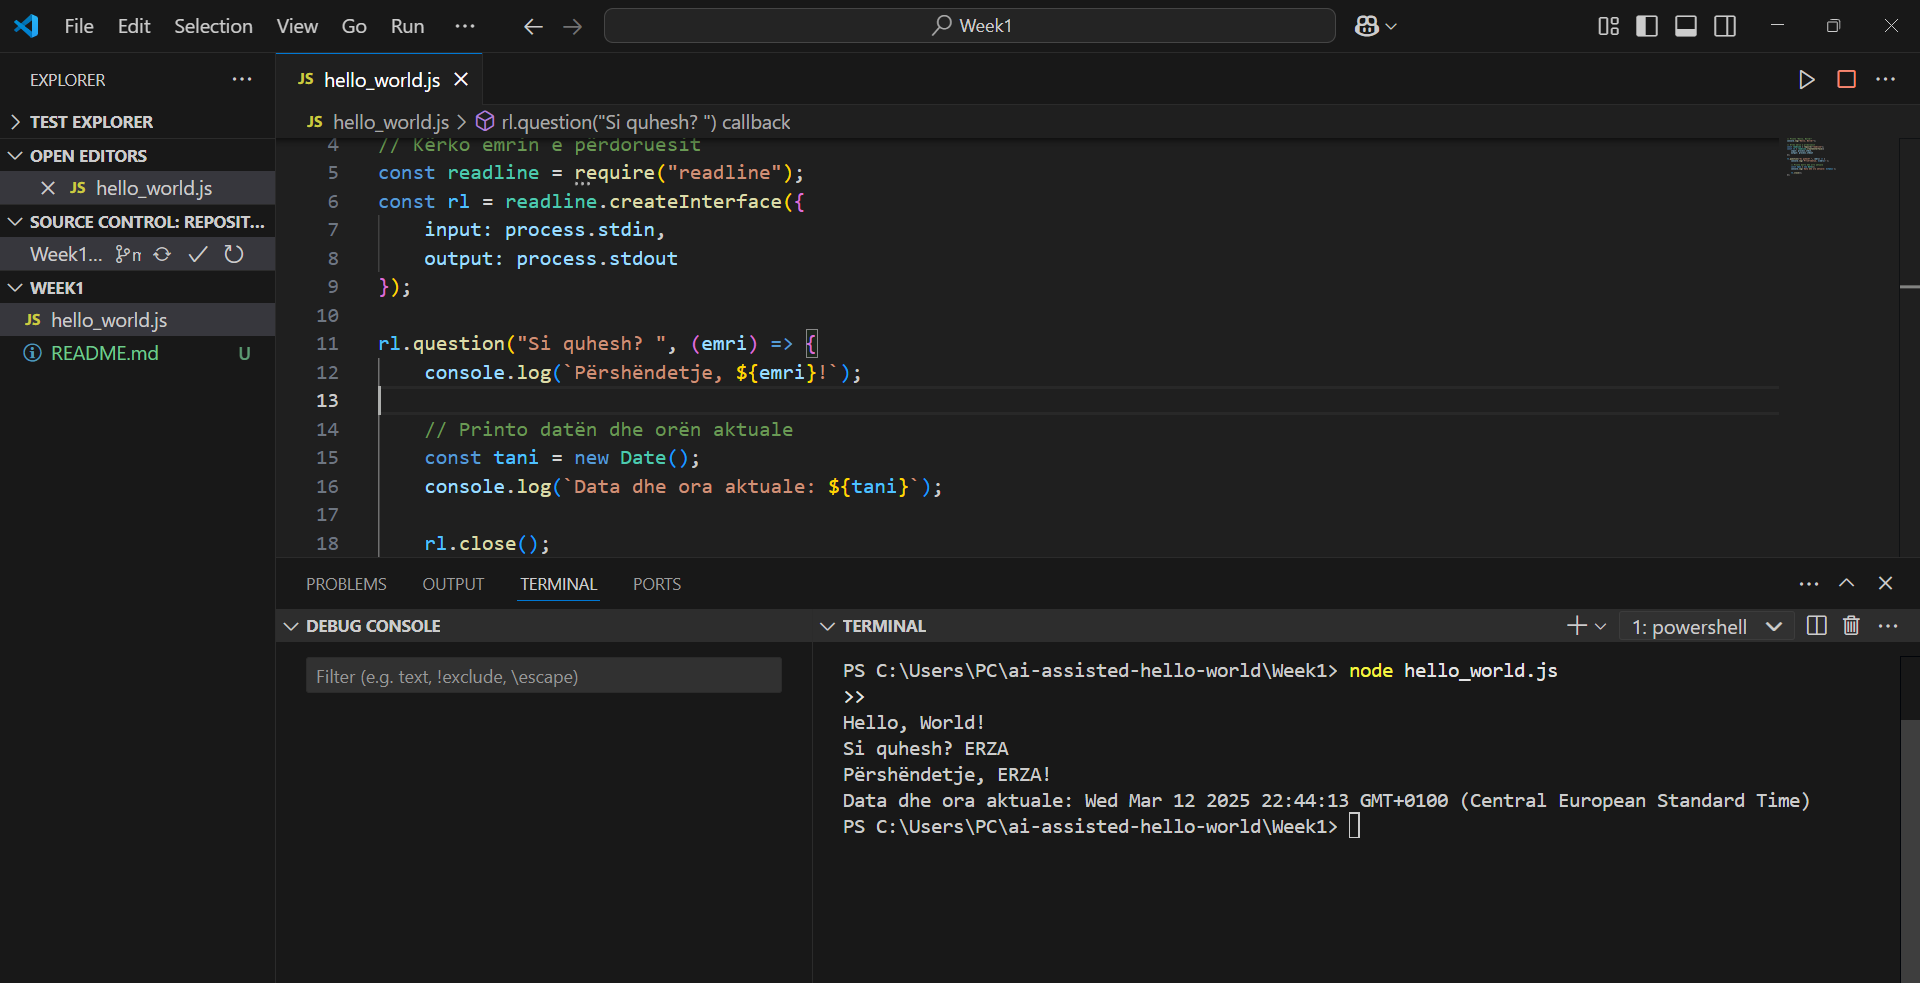 File Edit Selection View Go Run ··· Week1
EXPLORER ···
TEST EXPLORER
OPEN EDITORS
JS hello_world.js
SOURCE CONTROL: REPOSIT...
Week1...
WEEK1
JS hello_world.js
README.md U
JS hello_world.js
JS hello_world.js > rl.question("Si quhesh? ") callback
4 // Kërko emrin e përdoruesit
5 const readline = require("readline");
6 const rl = readline.createInterface({
7 input: process.stdin,
8 output: process.stdout
9 });
10
11 rl.question("Si quhesh? ", (emri) => {
12 console.log(`Përshëndetje, ${emri}!`);
13
14 // Printo datën dhe orën aktuale
15 const tani = new Date();
16 console.log(`Data dhe ora aktuale: ${tani}`);
17
18 rl.close();
PROBLEMS OUTPUT TERMINAL PORTS
DEBUG CONSOLE
Filter (e.g. text, !exclude, \escape)
TERMINAL
1: powershell
PS C:\Users\PC\ai-assisted-hello-world\Week1> node hello_world.js
>>
Hello, World!
Si quhesh? ERZA
Përshëndetje, ERZA!
Data dhe ora aktuale: Wed Mar 12 2025 22:44:13 GMT+0100 (Central European Standard Time)
PS C:\Users\PC\ai-assisted-hello-world\Week1>